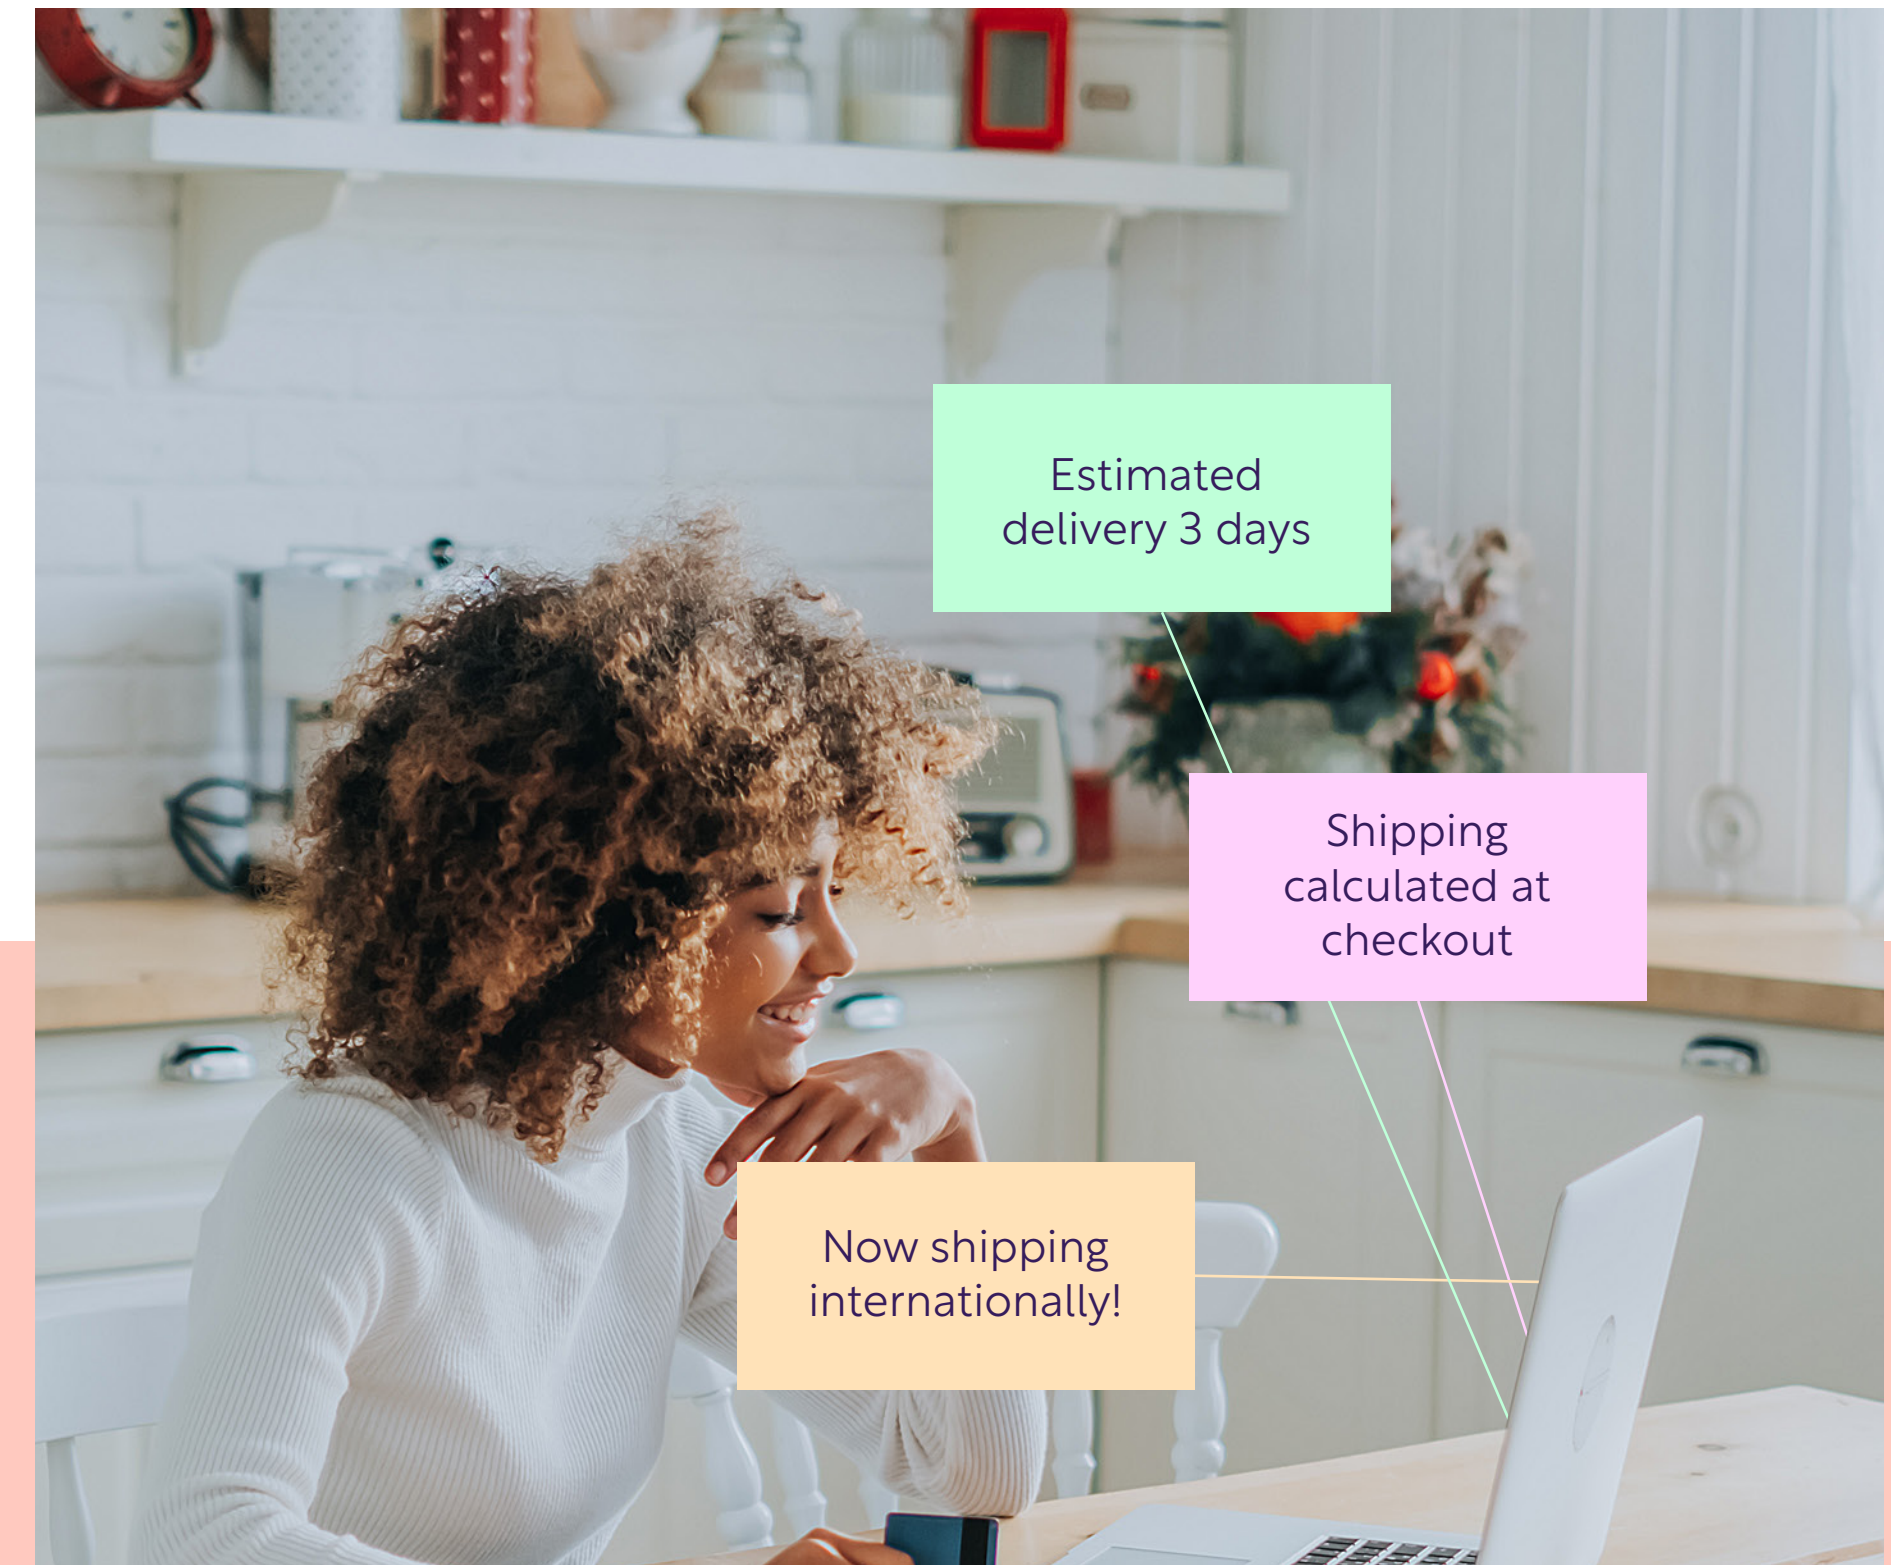 Estimated
delivery 3 days
Shipping
calculated at
checkout
Now shipping
internationally!